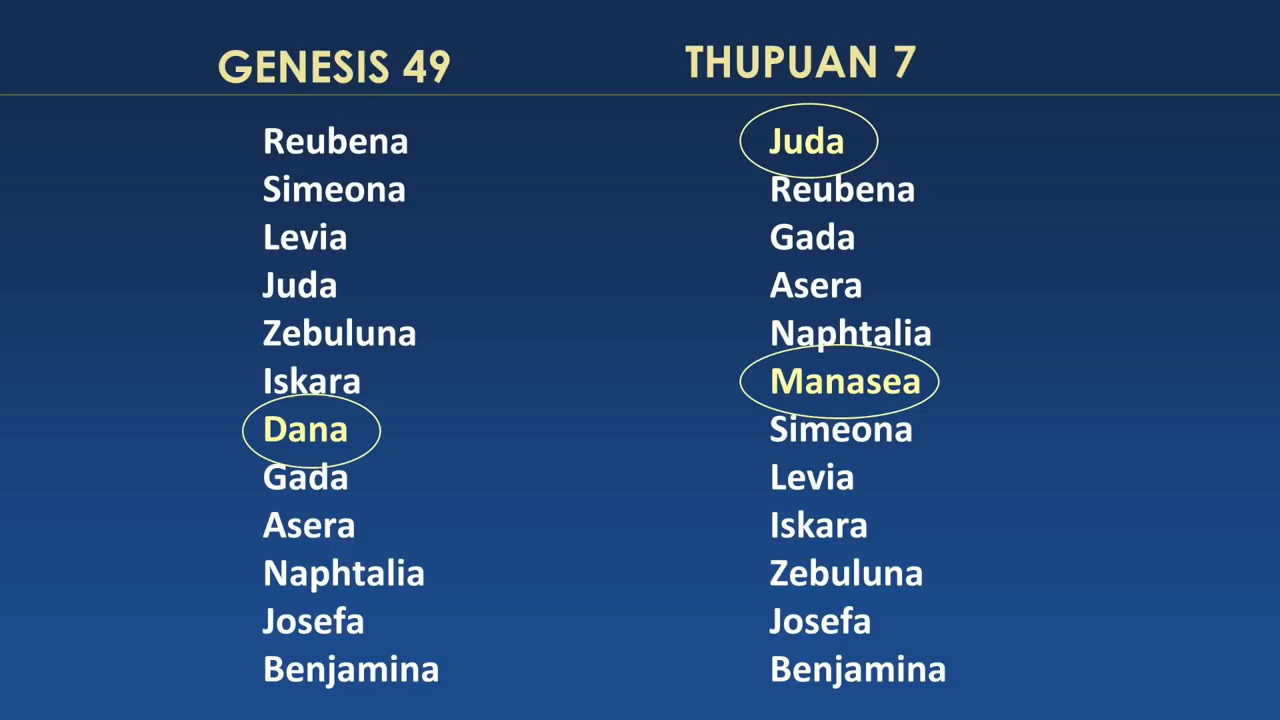 GENESIS 49
Reubena
Simeona
Levia
Juda
Zebuluna
Iskara
Dana
Gada
Asera
Naphtalia
Josefa
Benjamina
THUPUAN 7
Juda
Reubena
Gada
Asera
Naphtalia
Manasea
Simeona
Levia
Iskara
Zebuluna
Josefa
Benjamina